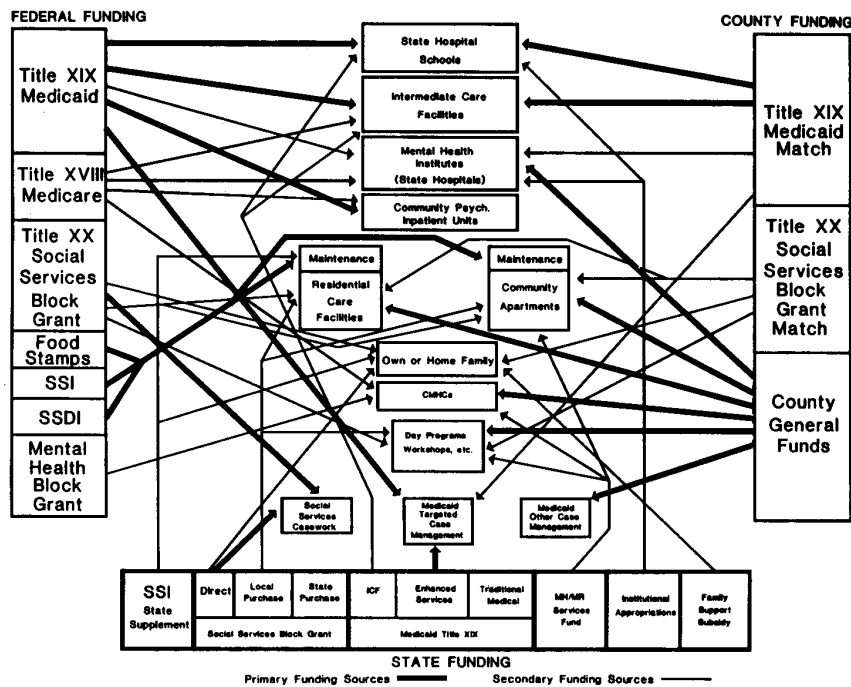 FEDERAL FUNDING
Title XIX
Medicaid
Title XVIII
Medicare
Title XX
Social
Services
Block
Grant
Food
Stamps
SSI
SSDI
Mental
Health
Block
Grant
State Hospital
Schools
Intermediate Care
Facilities
Mental Health
Institutes
(State Hospitals)
Community Psych.
Inpatient Units
Maintenance
Residential
Care
Facilities
Maintenance
Community
Apartments
Own or Home Family
CMHCs
Day Programs
Workshops, etc.
Social
Services
Casework
Medicaid
Targeted
Case
Management
Medicaid
Other Case
Management
COUNTY FUNDING
Title XIX
Medicaid
Match
Title XX
Social
Services
Block
Grant
Match
County
General
Funds
SSI
State
Supplement
Direct
Local
Purchase
State
Purchase
Social Services Block Grant
ICF
Enhanced
Services
Traditional
Medical
Medicaid Title XIX
MH/MR
Services
Fund
Institutional
Appropriations
Family
Support
Subsidy
STATE FUNDING
Primary Funding Sources
Secondary Funding Sources